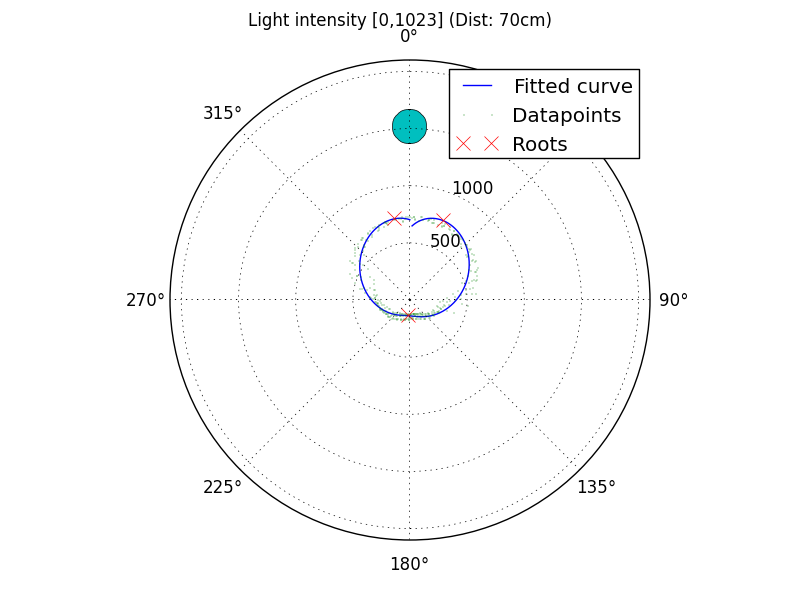 Light intensity [0,1023] (Dist: 70cm)
0°
Fitted curve
Datapoints
Roots
315°
1000
500
270°
90°
225°
135°
180°